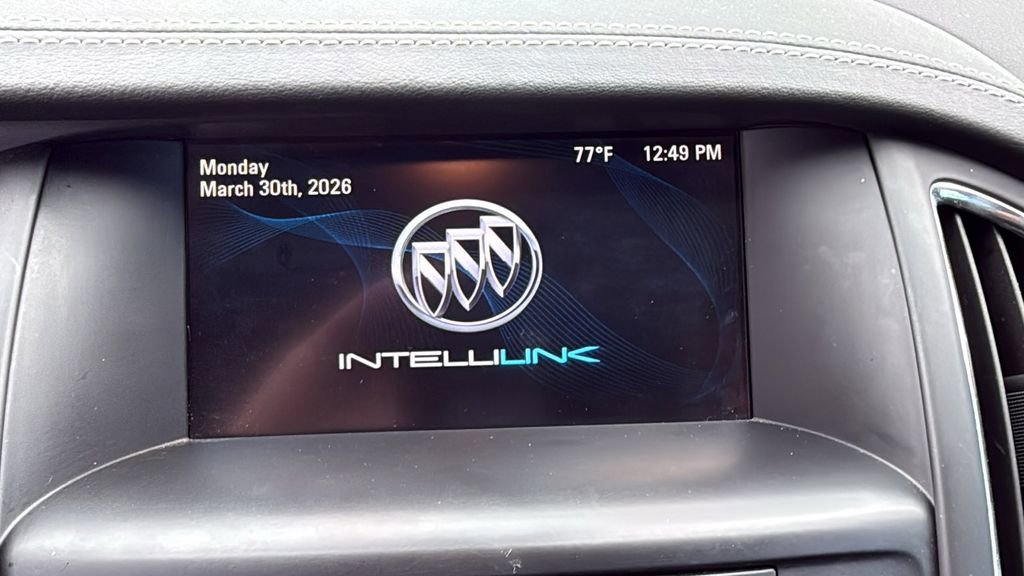 Monday
March 30th, 2026
77°F 12:49 PM
INTELLILINK